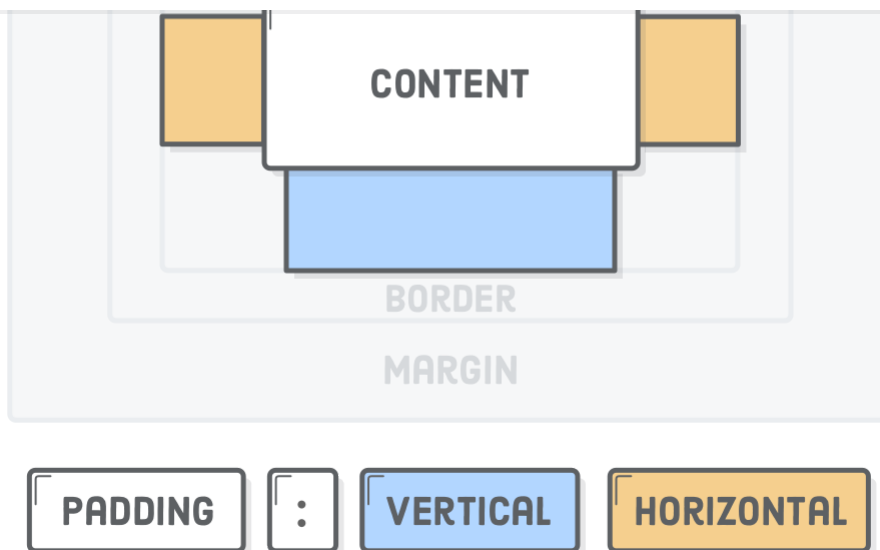 CONTENT
BORDER
MARGIN
PADDING : VERTICAL HORIZONTAL